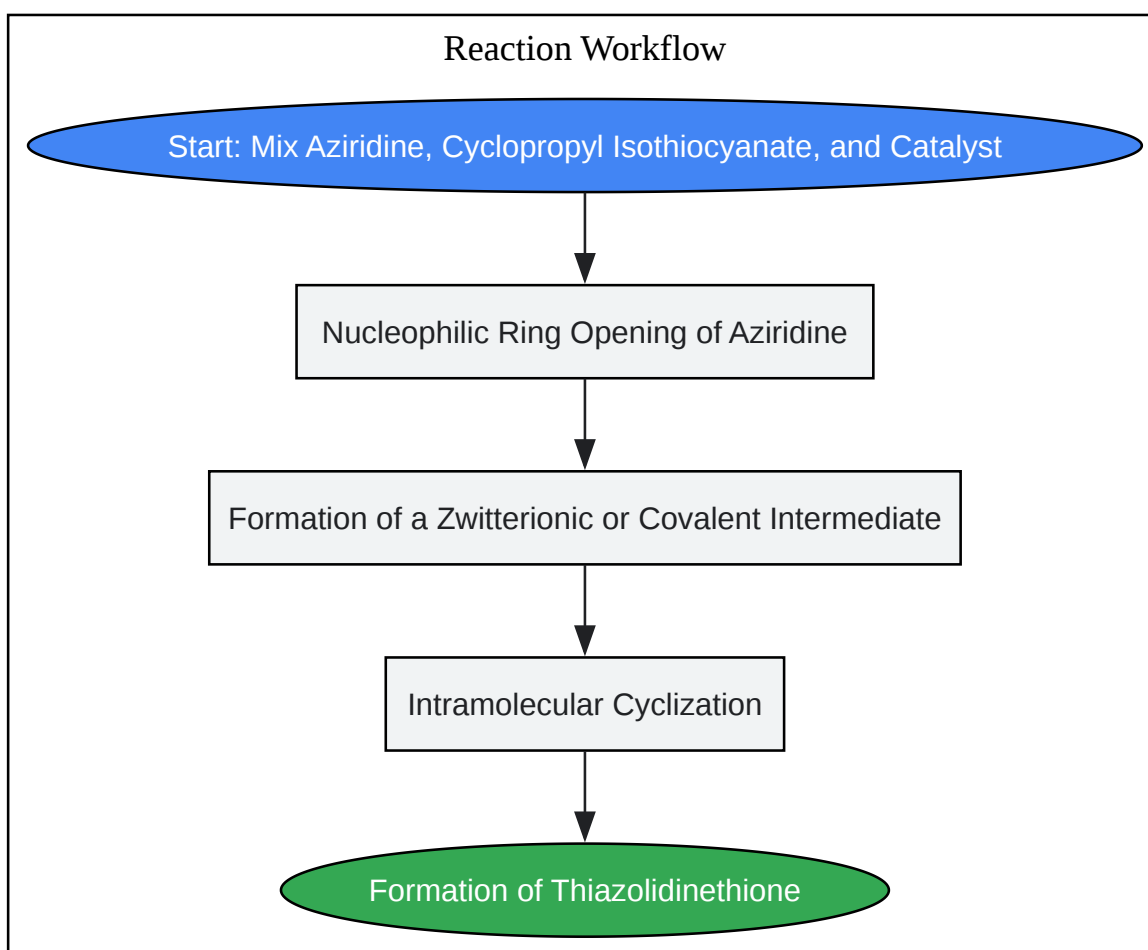 Reaction Workflow
Start: Mix Aziridine, Cyclopropyl Isothiocyanate, and Catalyst
Nucleophilic Ring Opening of Aziridine
Formation of a Zwitterionic or Covalent Intermediate
Intramolecular Cyclization
Formation of Thiazolidinethione